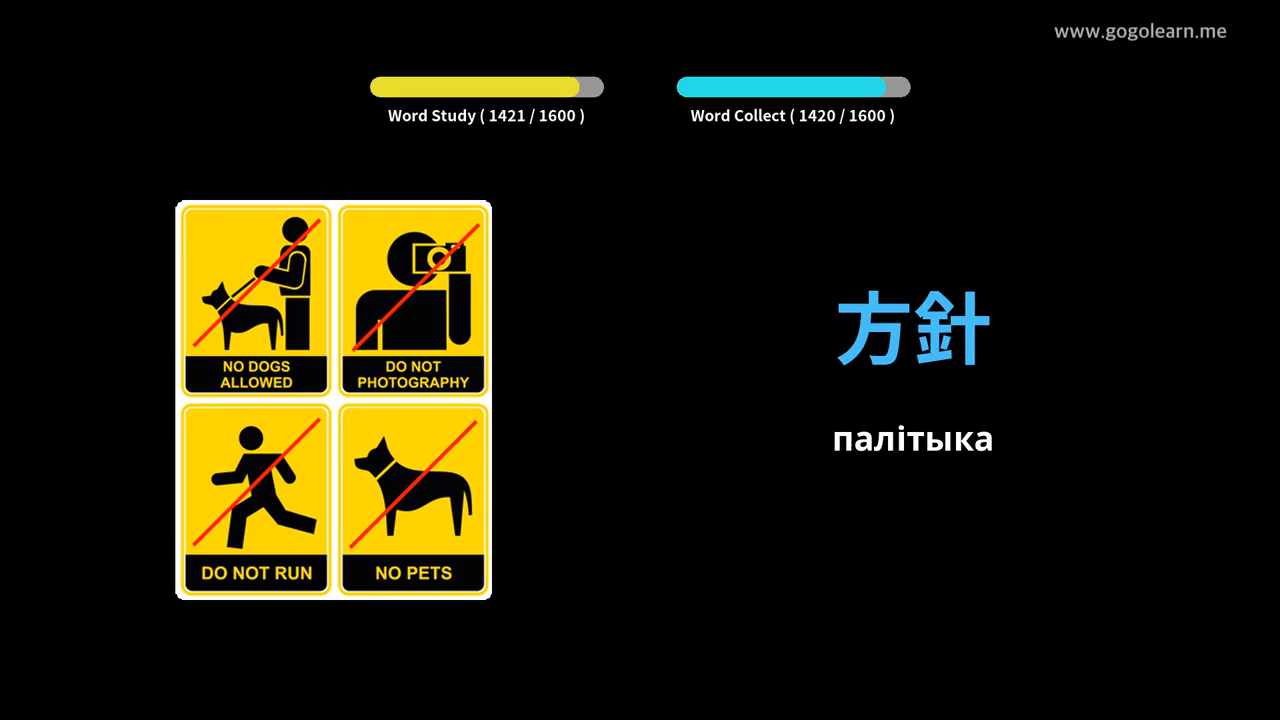 www.gogolearn.me
Word Study ( 1421 / 1600 )
Word Collect ( 1420 / 1600 )
NO DOGS
ALLOWED
DO NOT
PHOTOGRAPHY
DO NOT RUN
NO PETS
方針
палітыка